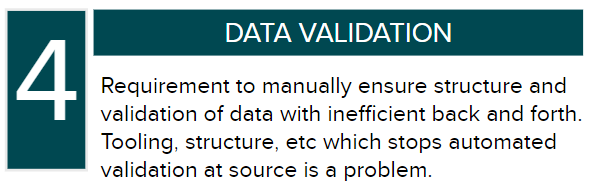 4
DATA VALIDATION
Requirement to manually ensure structure and
validation of data with inefficient back and forth.
Tooling, structure, etc which stops automated
validation at source is a problem.